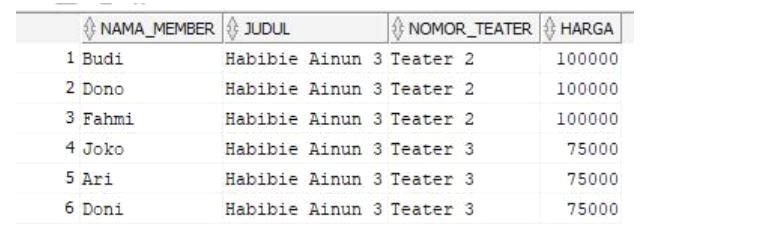 NAMA_MEMBER JUDUL NOMOR_TEATER HARGA
1 Budi Habibie Ainun 3 Teater 2 100000
2 Dono Habibie Ainun 3 Teater 2 100000
3 Fahmi Habibie Ainun 3 Teater 2 100000
4 Joko Habibie Ainun 3 Teater 3 75000
5 Ari Habibie Ainun 3 Teater 3 75000
6 Doni Habibie Ainun 3 Teater 3 75000